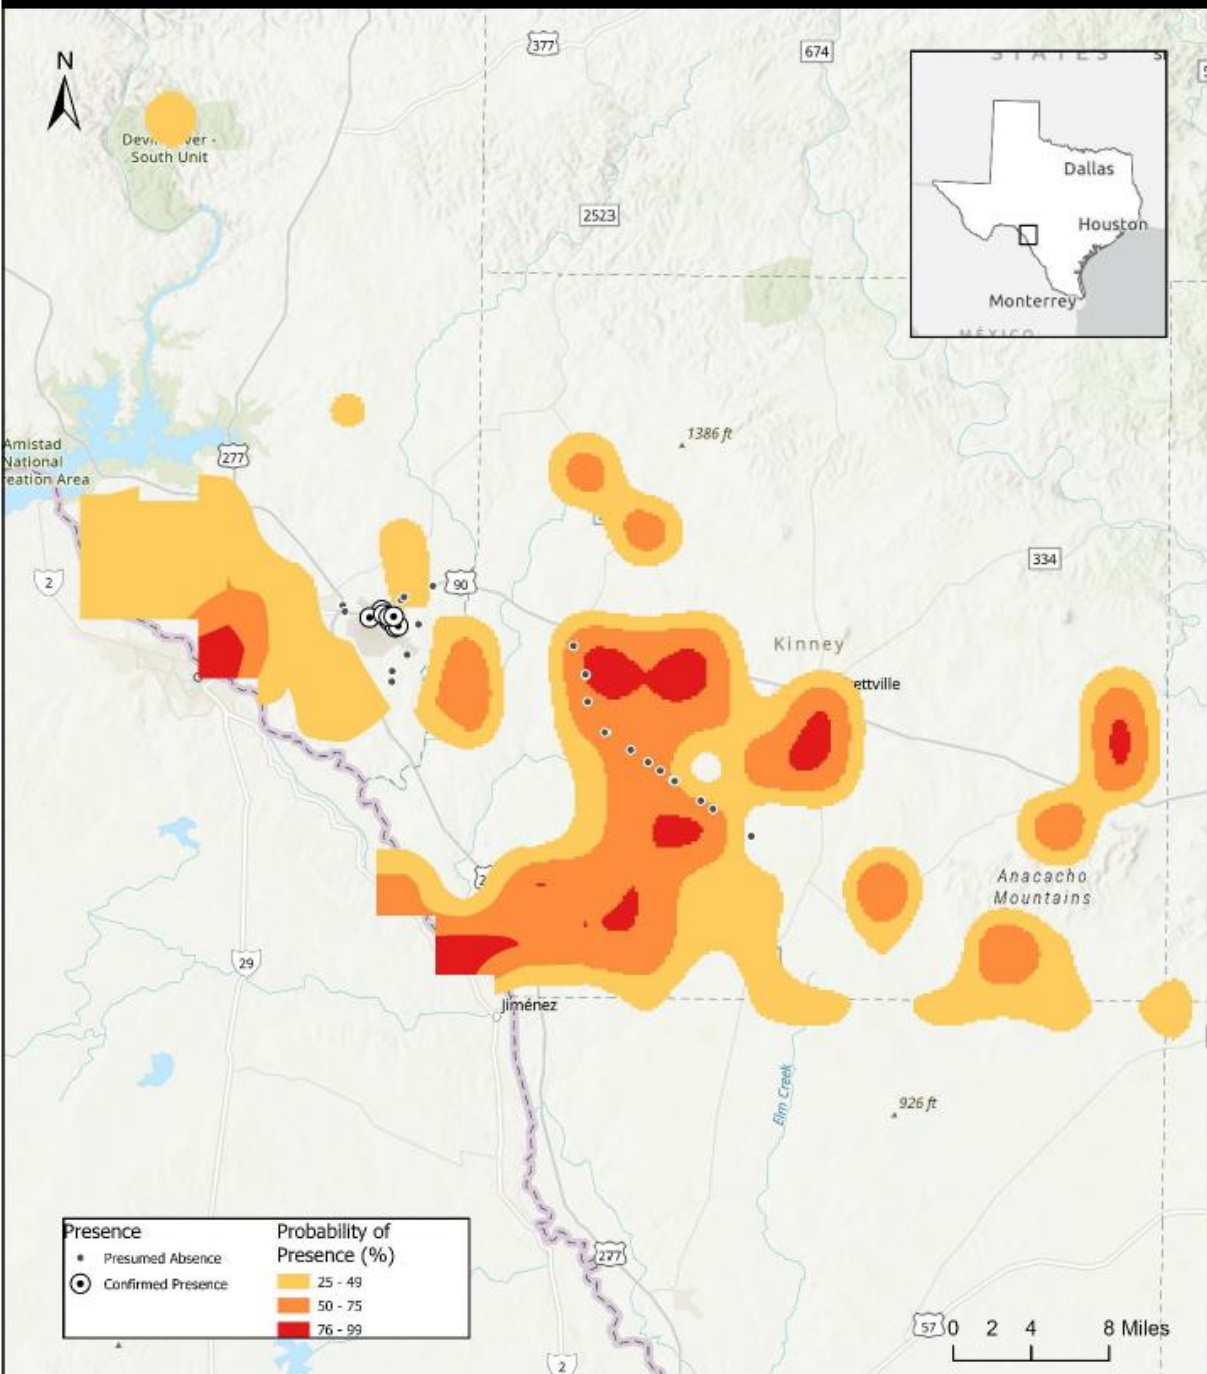 377
674
N
STATES
Dallas
Houston
Monterrey
MÉXICO
South Unit
2523
1386 ft
Amistad
National
eation Area
277
334
2
90
Kinney
ettville
Anacacho
Mountains
29
Jiménez
Elm Creek
926 ft
277
57
2
0 2 4 8 Miles
Presence
Presumed Absence
Confirmed Presence
Probability of
Presence (%)
25 - 49
50 - 75
76 - 99